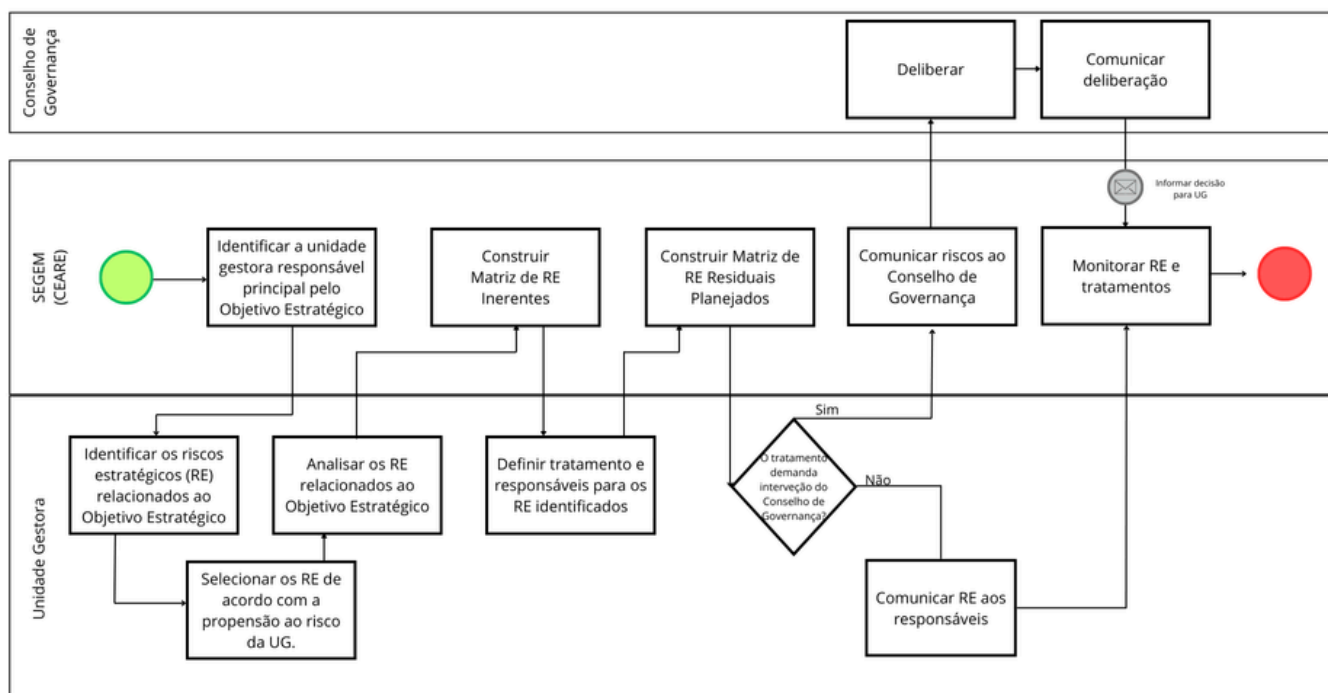 Conselho de
Governança
Deliberar
Comunicar
deliberação
SEGEM
(CEARE)
Informar decisão
para UG
Identificar a unidade
gestora responsável
principal pelo
Objetivo Estratégico
Construir
Matriz de RE
Inerentes
Construir Matriz de
RE Residuais
Planejados
Comunicar riscos ao
Conselho de
Governança
Monitorar RE e
tratamentos
Unidade Gestora
Identificar os riscos
estratégicos (RE)
relacionados ao
Objetivo Estratégico
Selecionar os RE de
acordo com a
propensão ao risco
da UG.
Analisar os RE
relacionados ao
Objetivo Estratégico
Definir tratamento e
responsáveis para os
RE identificados
O tratamento
demanda
interveção do
Conselho de
Governança?
Sim
Não
Comunicar RE aos
responsáveis